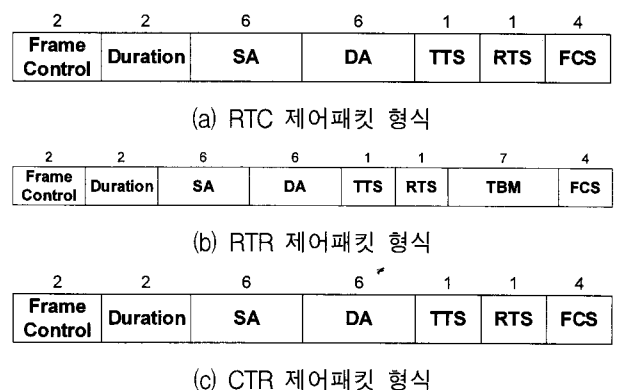 2 2 6 6 1 1 4
Frame Control Duration SA DA TTS RTS FCS
(a) RTC 제어패킷 형식
2 2 6 6 1 1 7 4
Frame Control Duration SA DA TTS RTS TBM FCS
(b) RTR 제어패킷 형식
2 2 6 6 1 1 4
Frame Control Duration SA DA TTS RTS FCS
(c) CTR 제어패킷 형식